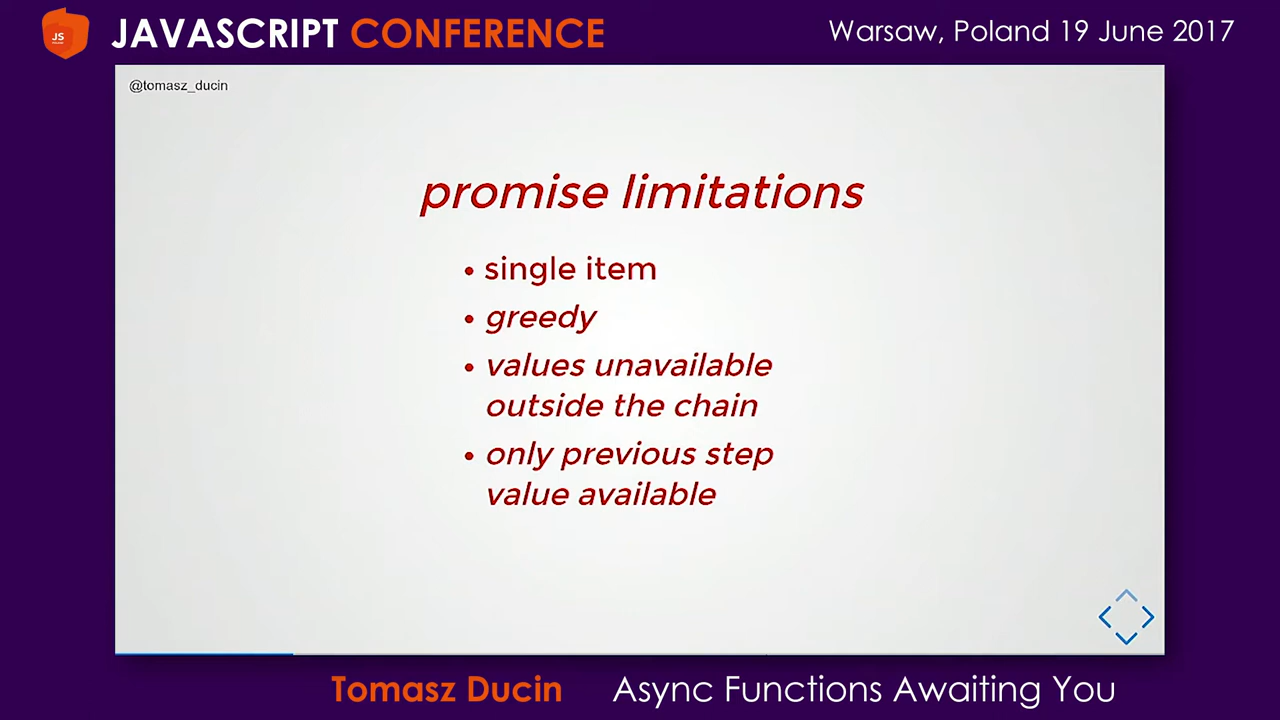 JS
JAVASCRIPT CONFERENCE
Warsaw, Poland 19 June 2017
@tomasz_ducin
promise limitations
• single item
• greedy
• values unavailable
outside the chain
• only previous step
value available
Tomasz Ducin Async Functions Awaiting You